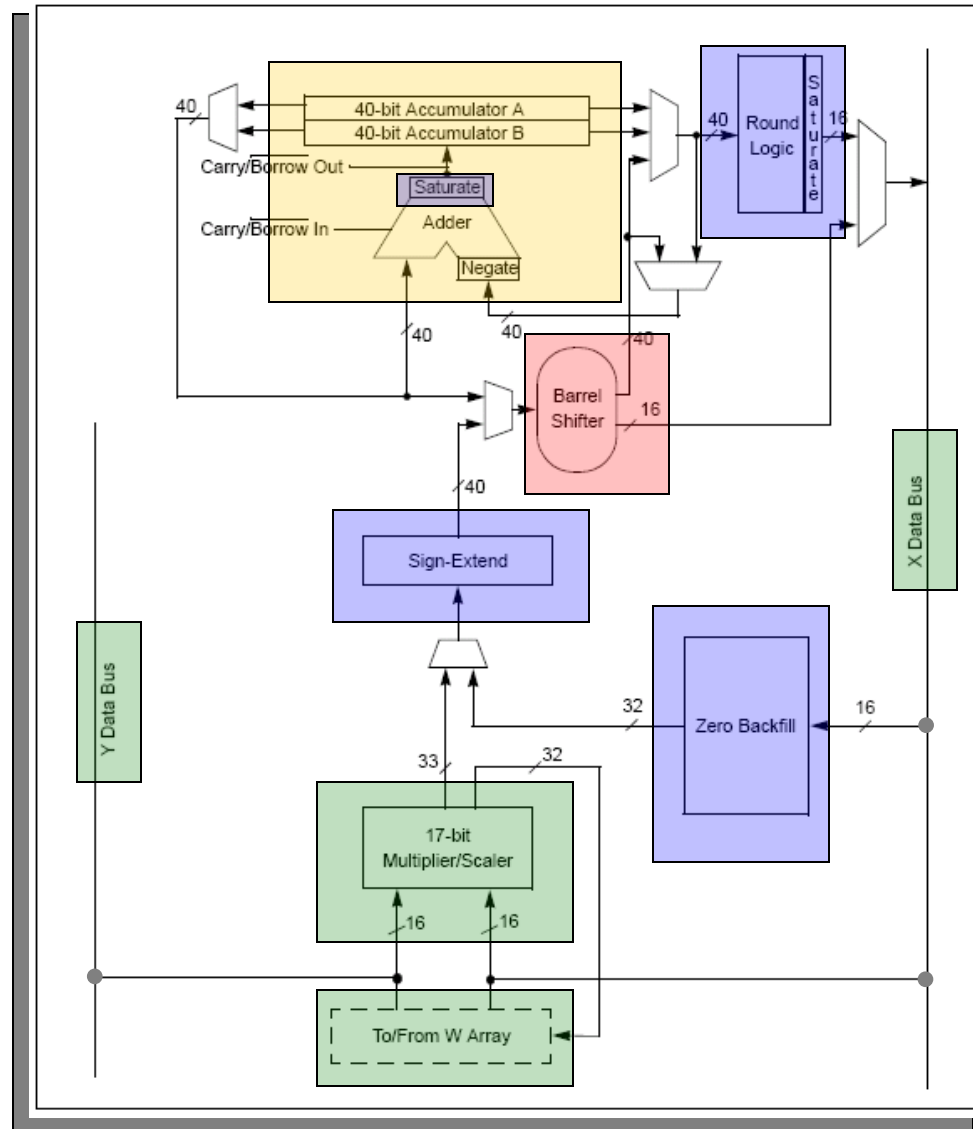 40
40-bit Accumulator A
40-bit Accumulator B
Carry/Borrow Out
Saturate
Carry/Borrow In
Adder
Negate
40
Round
Logic
Saturate
16
40
40
40
Barrel
Shifter
16
40
Sign-Extend
X Data Bus
Y Data Bus
32
Zero Backfill
16
33
32
17-bit
Multiplier/Scaler
16
16
To/From W Array